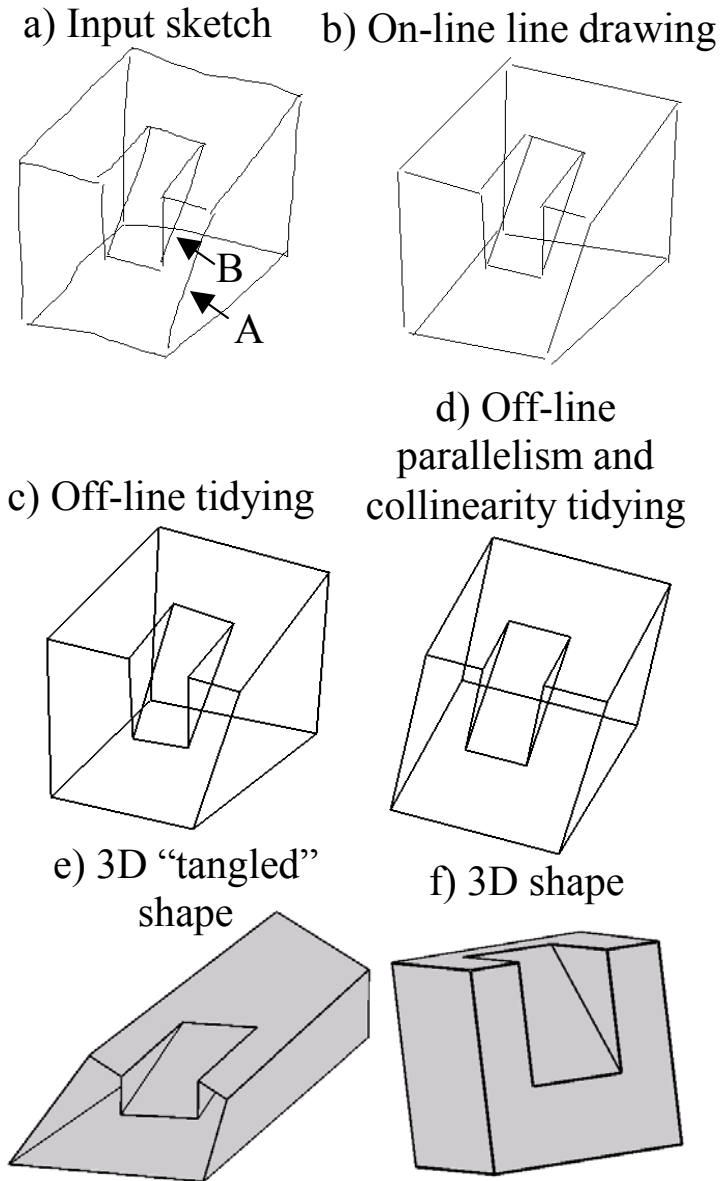 a) Input sketch
b) On-line line drawing
B
A
c) Off-line tidying
d) Off-line
parallelism and
collinearity tidying
e) 3D “tangled”
shape
f) 3D shape